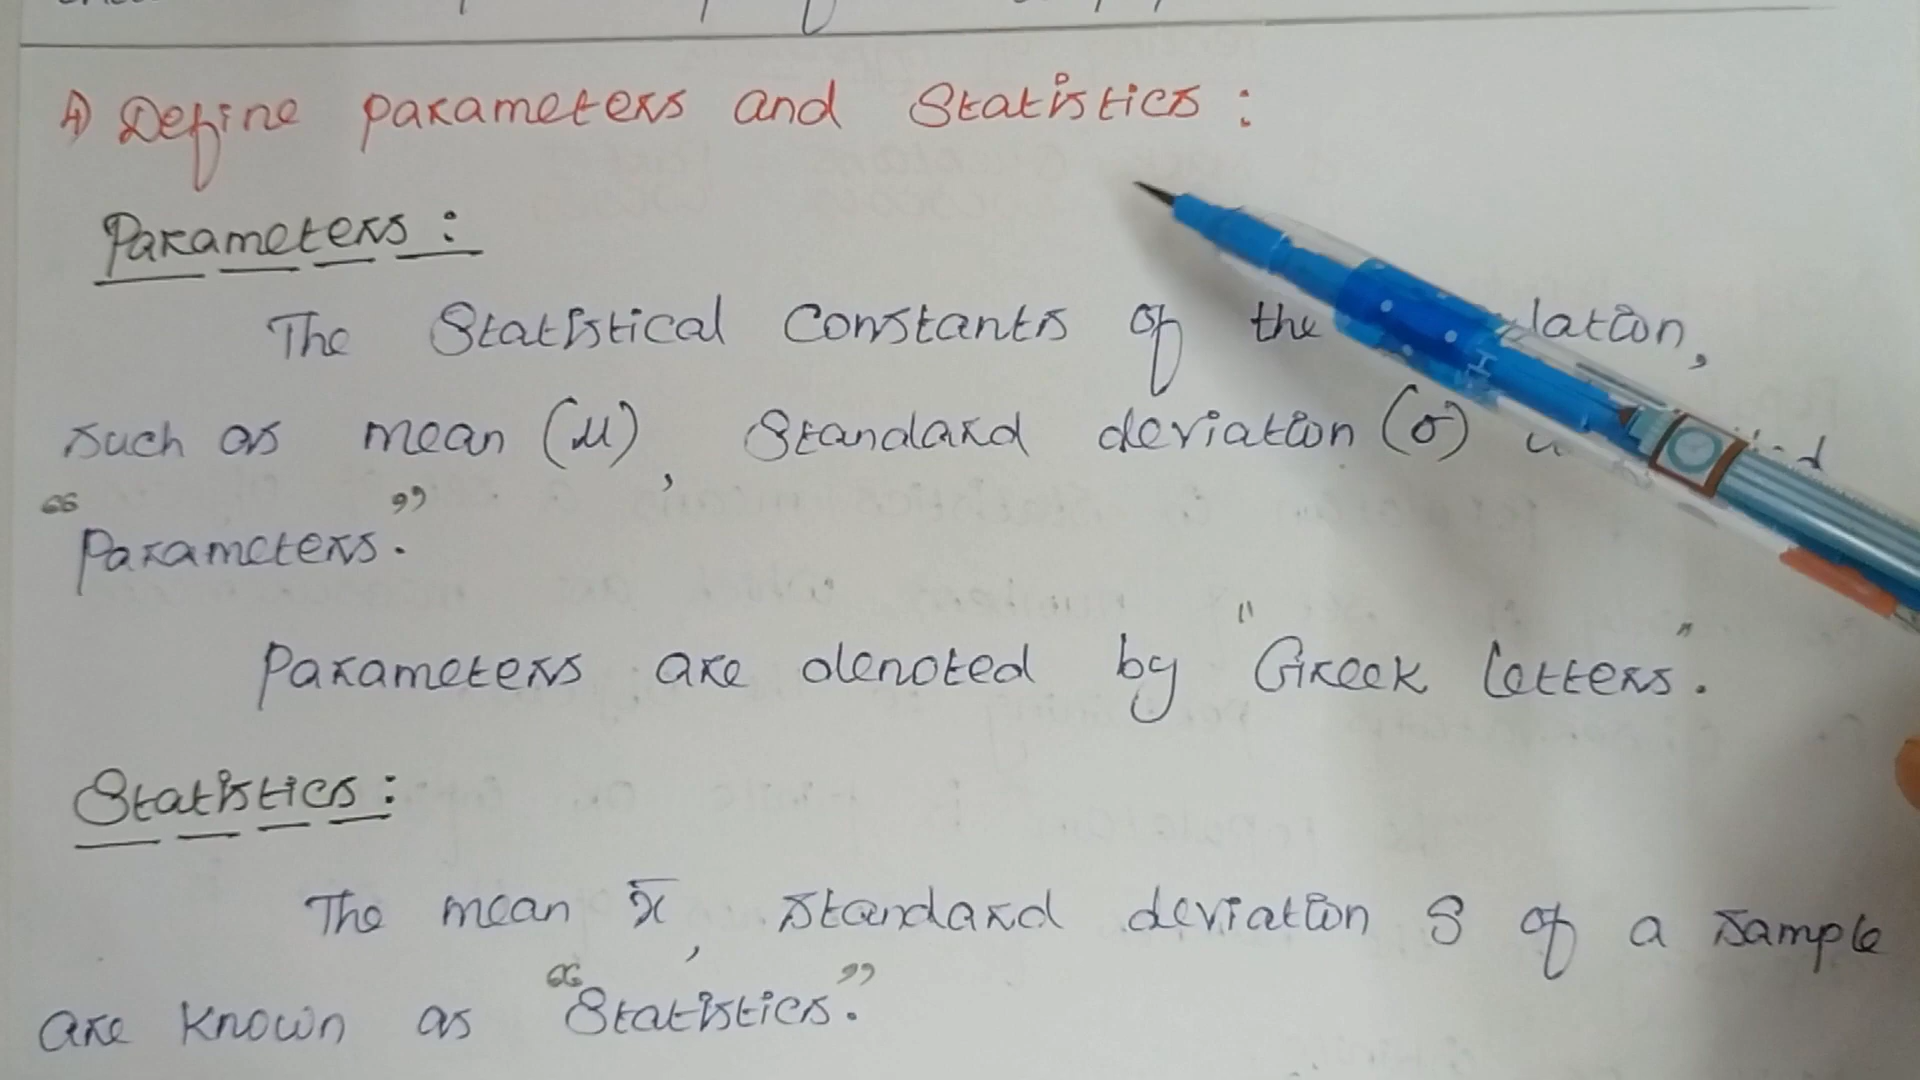 4) Define parameters and Statistics :
Parameters :
The Statistical Constants of the lation,
such as mean (μ), Standard deviation (σ)
"Parameters".
Parameters are denoted by "Greek letters".
Statistics :
The mean x̄, standard deviation S of a sample
are known as "Statistics".